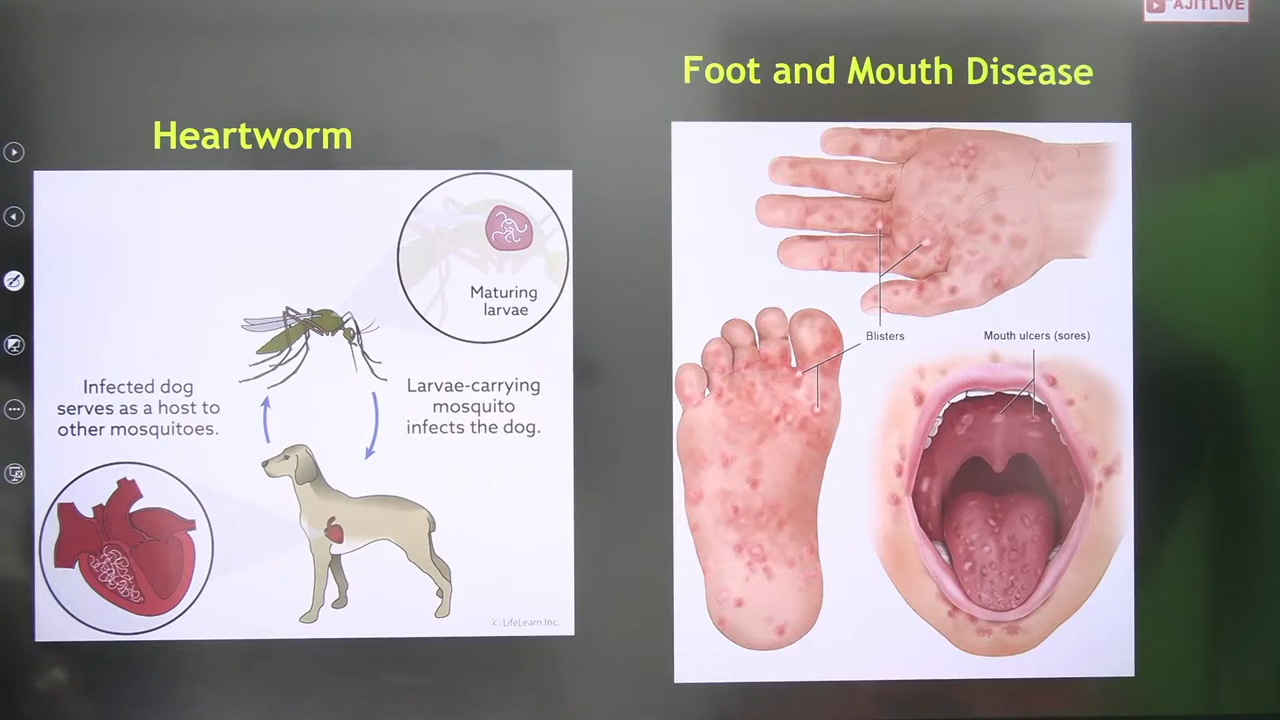 AJITLIVE
Foot and Mouth Disease
Heartworm
Maturing
larvae
Infected dog
serves as a host to
other mosquitoes.
Larvae-carrying
mosquito
infects the dog.
© LifeLearn Inc.
Blisters
Mouth ulcers (sores)